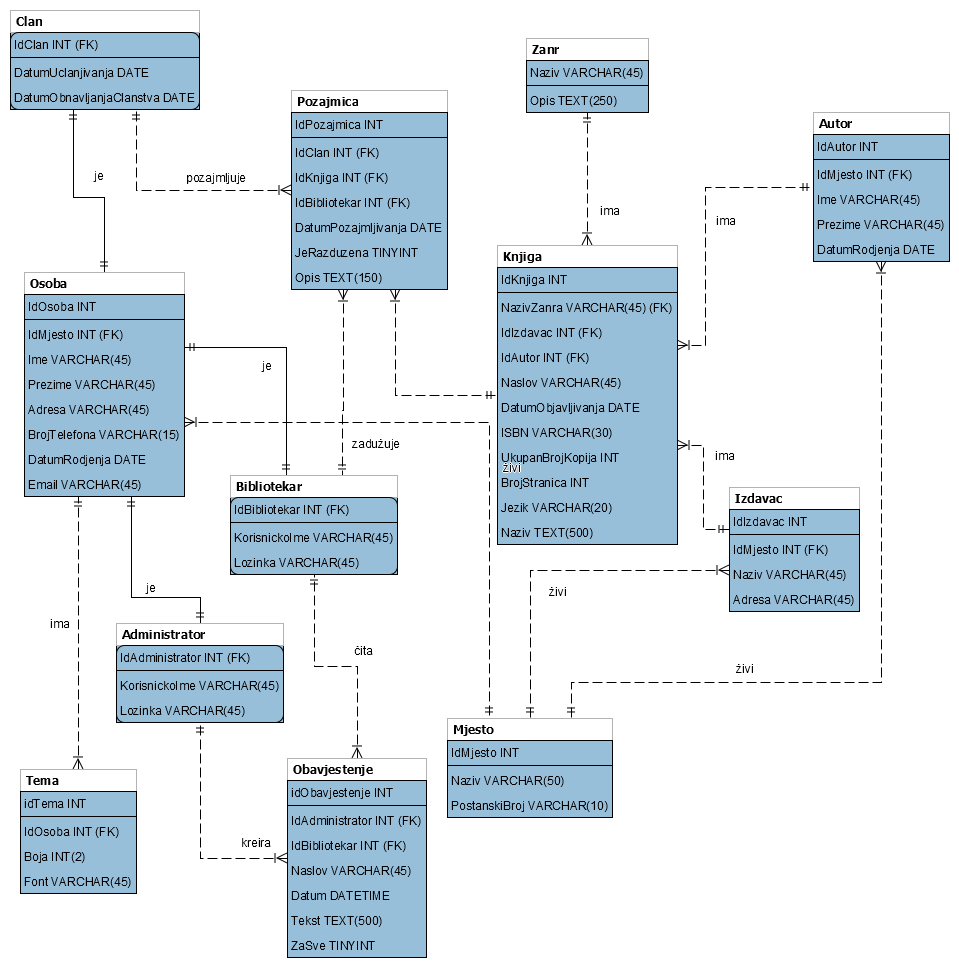 Clan
IdClan INT (FK)
DatumUclanjivanja DATE
DatumObnavljanjaClanstva DATE
Zanr
Naziv VARCHAR(45)
Opis TEXT(250)
Pozajmica
IdPozajmica INT
IdClan INT (FK)
IdKnjiga INT (FK)
IdBibliotekar INT (FK)
DatumPozajmljivanja DATE
JeRazduzena TINYINT
Opis TEXT(150)
Autor
IdAutor INT
IdMjesto INT (FK)
Ime VARCHAR(45)
Prezime VARCHAR(45)
DatumRodjenja DATE
je
pozajmljuje
ima
ima
Osoba
IdOsoba INT
IdMjesto INT (FK)
Ime VARCHAR(45)
Prezime VARCHAR(45)
Adresa VARCHAR(45)
BrojTelefona VARCHAR(15)
DatumRodjenja DATE
Email VARCHAR(45)
Knjiga
IdKnjiga INT
NazivZanra VARCHAR(45) (FK)
IdIzdavac INT (FK)
IdAutor INT (FK)
Naslov VARCHAR(45)
DatumObjavljivanja DATE
ISBN VARCHAR(30)
UkupanBrojKopija INT
živi
BrojStranica INT
Jezik VARCHAR(20)
Naziv TEXT(500)
je
zadužuje
ima
Bibliotekar
IdBibliotekar INT (FK)
KorisnickoIme VARCHAR(45)
Lozinka VARCHAR(45)
Izdavac
IdIzdavac INT
IdMjesto INT (FK)
Naziv VARCHAR(45)
Adresa VARCHAR(45)
je
živi
ima
Administrator
IdAdministrator INT (FK)
KorisnickoIme VARCHAR(45)
Lozinka VARCHAR(45)
čita
živi
Mjesto
IdMjesto INT
Naziv VARCHAR(50)
PostanskiBroj VARCHAR(10)
Tema
idTema INT
IdOsoba INT (FK)
Boja INT(2)
Font VARCHAR(45)
kreira
Obavjestenje
idObavjestenje INT
IdAdministrator INT (FK)
IdBibliotekar INT (FK)
Naslov VARCHAR(45)
Datum DATETIME
Tekst TEXT(500)
ZaSve TINYINT